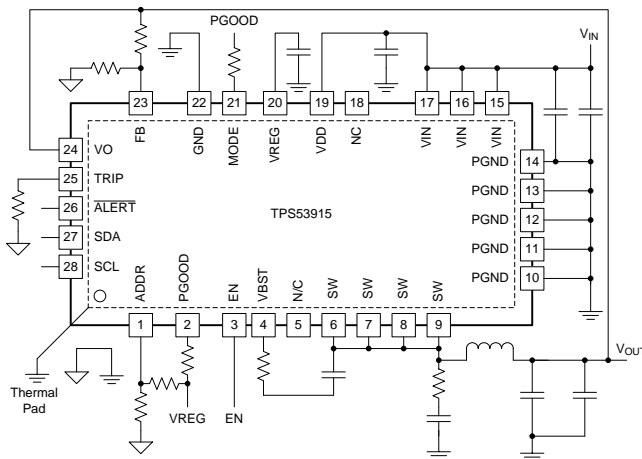 PGOOD
VIN
23 22 21 20 19 18 17 16 15
FB GND MODE VREG VDD NC VIN VIN VIN
24 VO
25 TRIP
26 ALERT
27 SDA
28 SCL
PGND 14
PGND 13
PGND 12
PGND 11
PGND 10
TPS53915
ADDR PGOOD EN VBST N/C SW SW SW SW
1 2 3 4 5 6 7 8 9
VOUT
Thermal
Pad
VREG EN